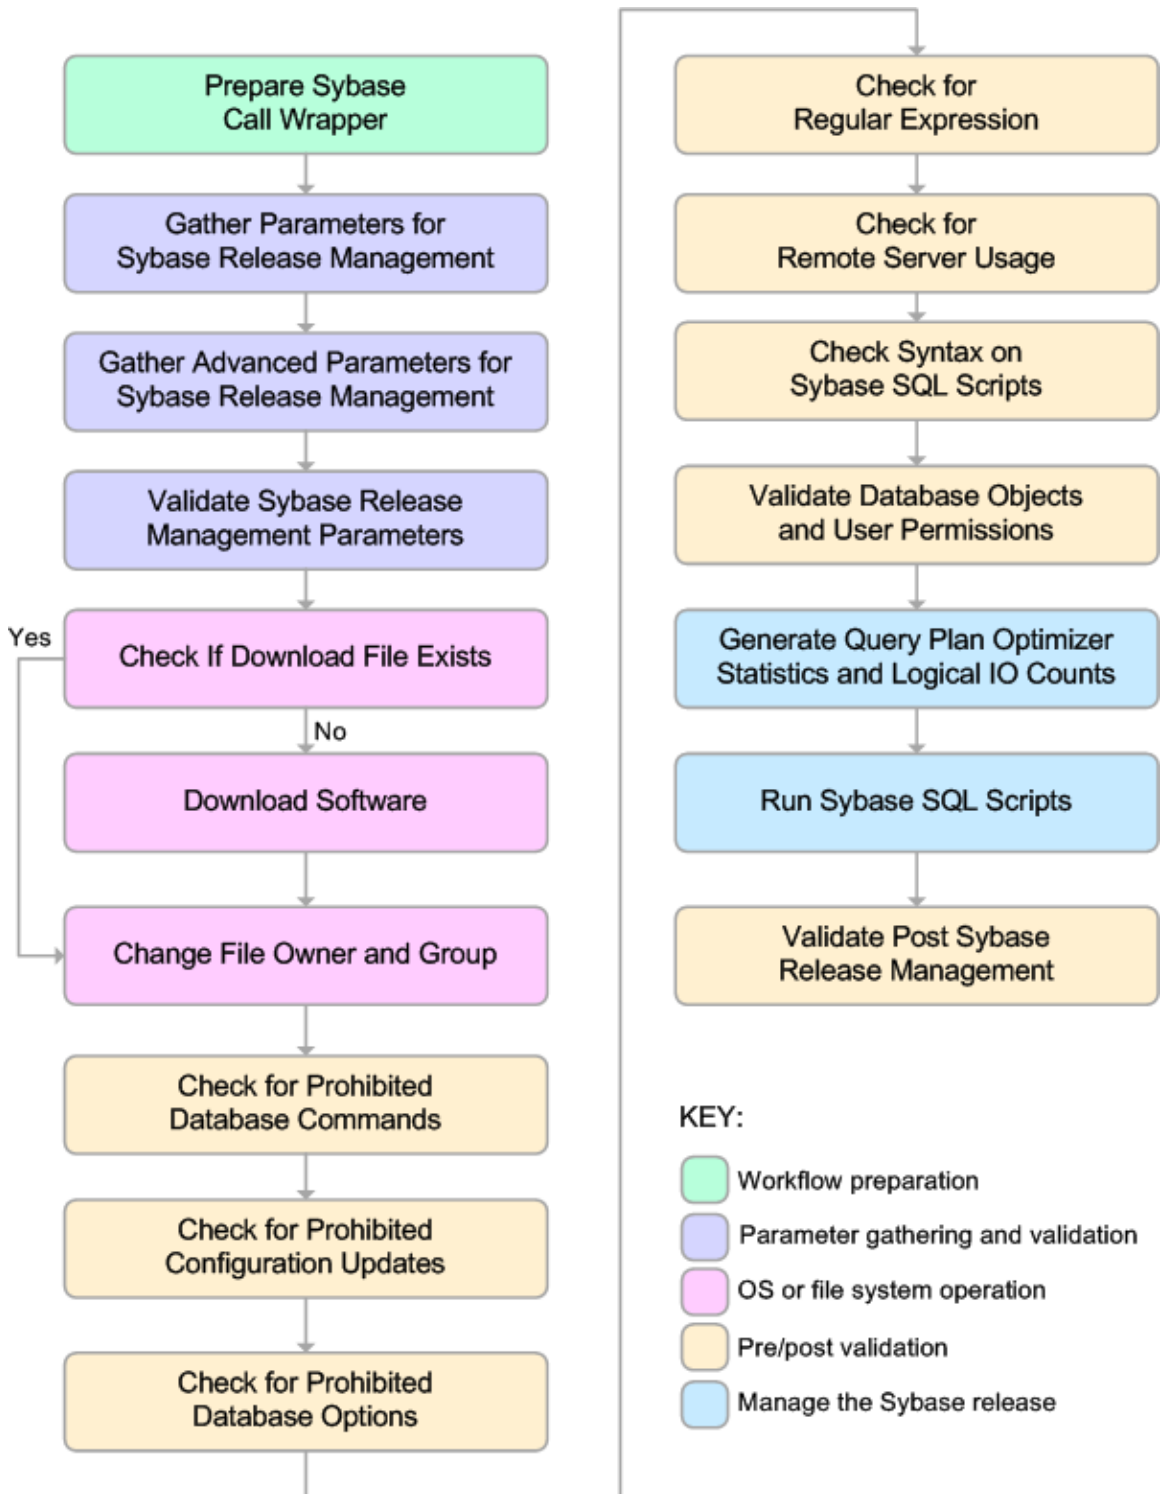 Prepare Sybase
Call Wrapper
Gather Parameters for
Sybase Release Management
Gather Advanced Parameters for
Sybase Release Management
Validate Sybase Release
Management Parameters
Yes
Check If Download File Exists
No
Download Software
Change File Owner and Group
Check for Prohibited
Database Commands
Check for Prohibited
Configuration Updates
Check for Prohibited
Database Options
Check for
Regular Expression
Check for
Remote Server Usage
Check Syntax on
Sybase SQL Scripts
Validate Database Objects
and User Permissions
Generate Query Plan Optimizer
Statistics and Logical IO Counts
Run Sybase SQL Scripts
Validate Post Sybase
Release Management
KEY:
Workflow preparation
Parameter gathering and validation
OS or file system operation
Pre/post validation
Manage the Sybase release